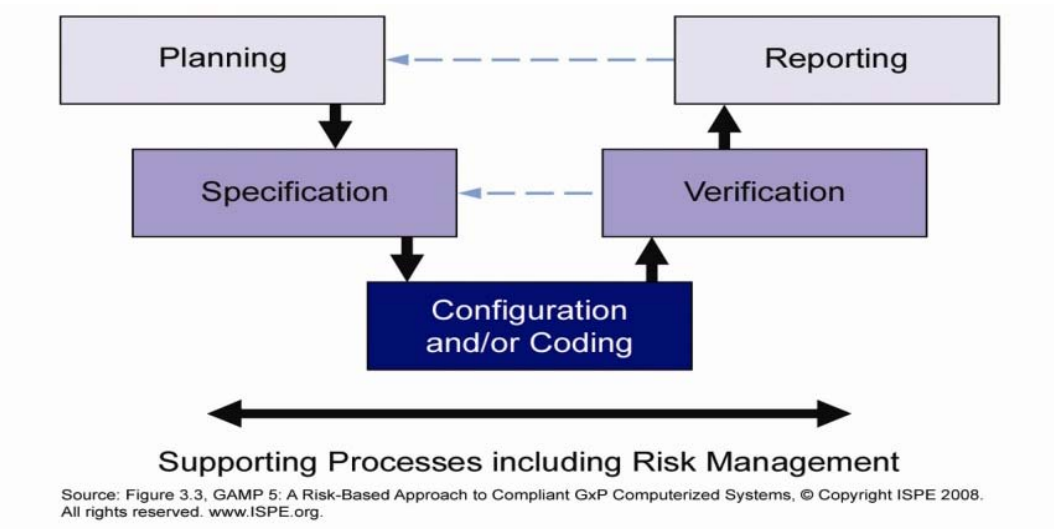 Planning
Reporting
Specification
Verification
Configuration
and/or Coding
Supporting Processes including Risk Management
Source: Figure 3.3, GAMP 5: A Risk-Based Approach to Compliant GxP Computerized Systems, © Copyright ISPE 2008.
All rights reserved. www.ISPE.org.